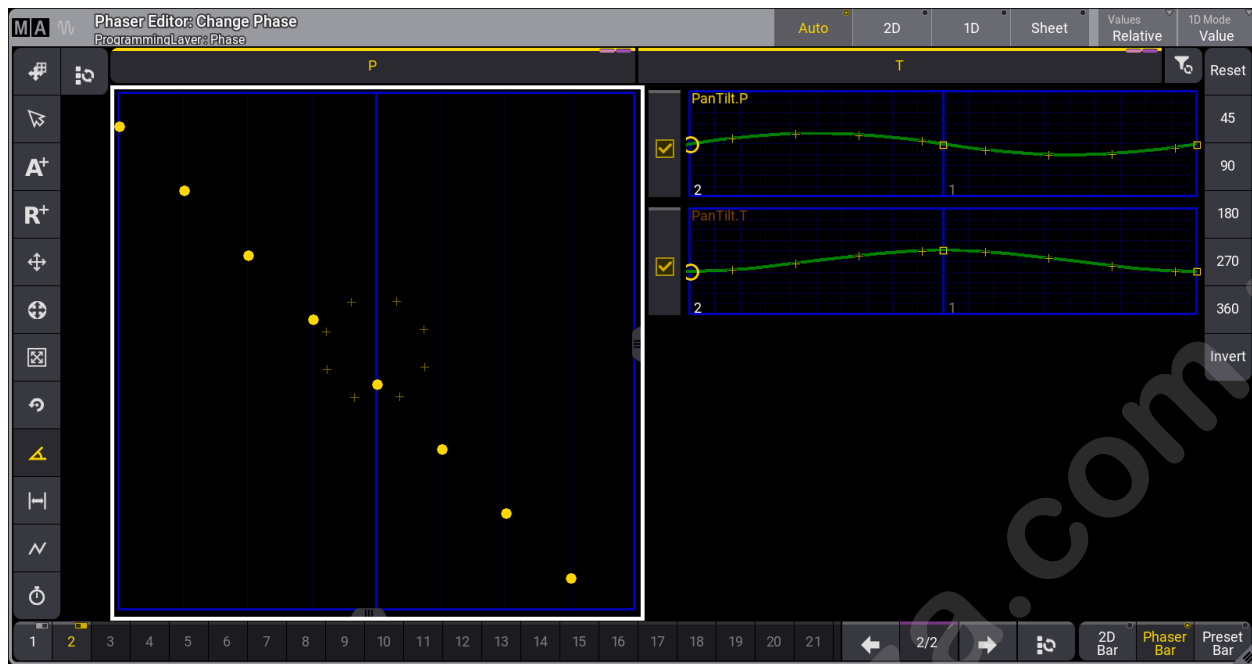 MA
Phaser Editor: Change Phase
ProgrammingLayer: Phase
Auto
2D
1D
Sheet
Values
Relative
1D Mode
Value
P
T
Reset
45
90
180
270
360
Invert
A+
R+
PanTilt.P
2
1
PanTilt.T
2
1
1 2 3 4 5 6 7 8 9 10 11 12 13 14 15 16 17 18 19 20 21
2/2
2D
Bar
Phaser
Bar
Preset
Bar
a.com